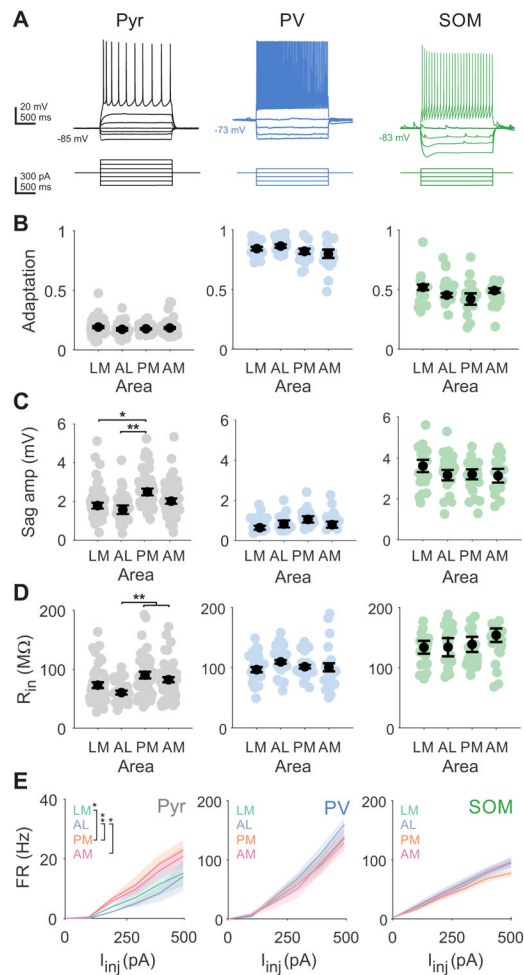 A
Pyr PV SOM
20 mV
500 ms
-85 mV
-73 mV
-83 mV
300 pA
500 ms
B
Adaptation
1 1 1
0.5 0.5 0.5
0 0 0
LM AL PM AM LM AL PM AM LM AL PM AM
Area Area Area
C
Sag amp (mV)
* **
6 6 6
4 4 4
2 2 2
0 0 0
LM AL PM AM LM AL PM AM LM AL PM AM
Area Area Area
D
Rin (MΩ)
**
200 200 200
100 100 100
0 0 0
LM AL PM AM LM AL PM AM LM AL PM AM
Area Area Area
E
FR (Hz)
Pyr PV SOM
40 200 200
20 100 100
0 0 0
LM LM LM
AL AL AL
PM PM PM
AM AM AM
* ** *
0 500 0 500 0 500
Iinj (pA) Iinj (pA) Iinj (pA)